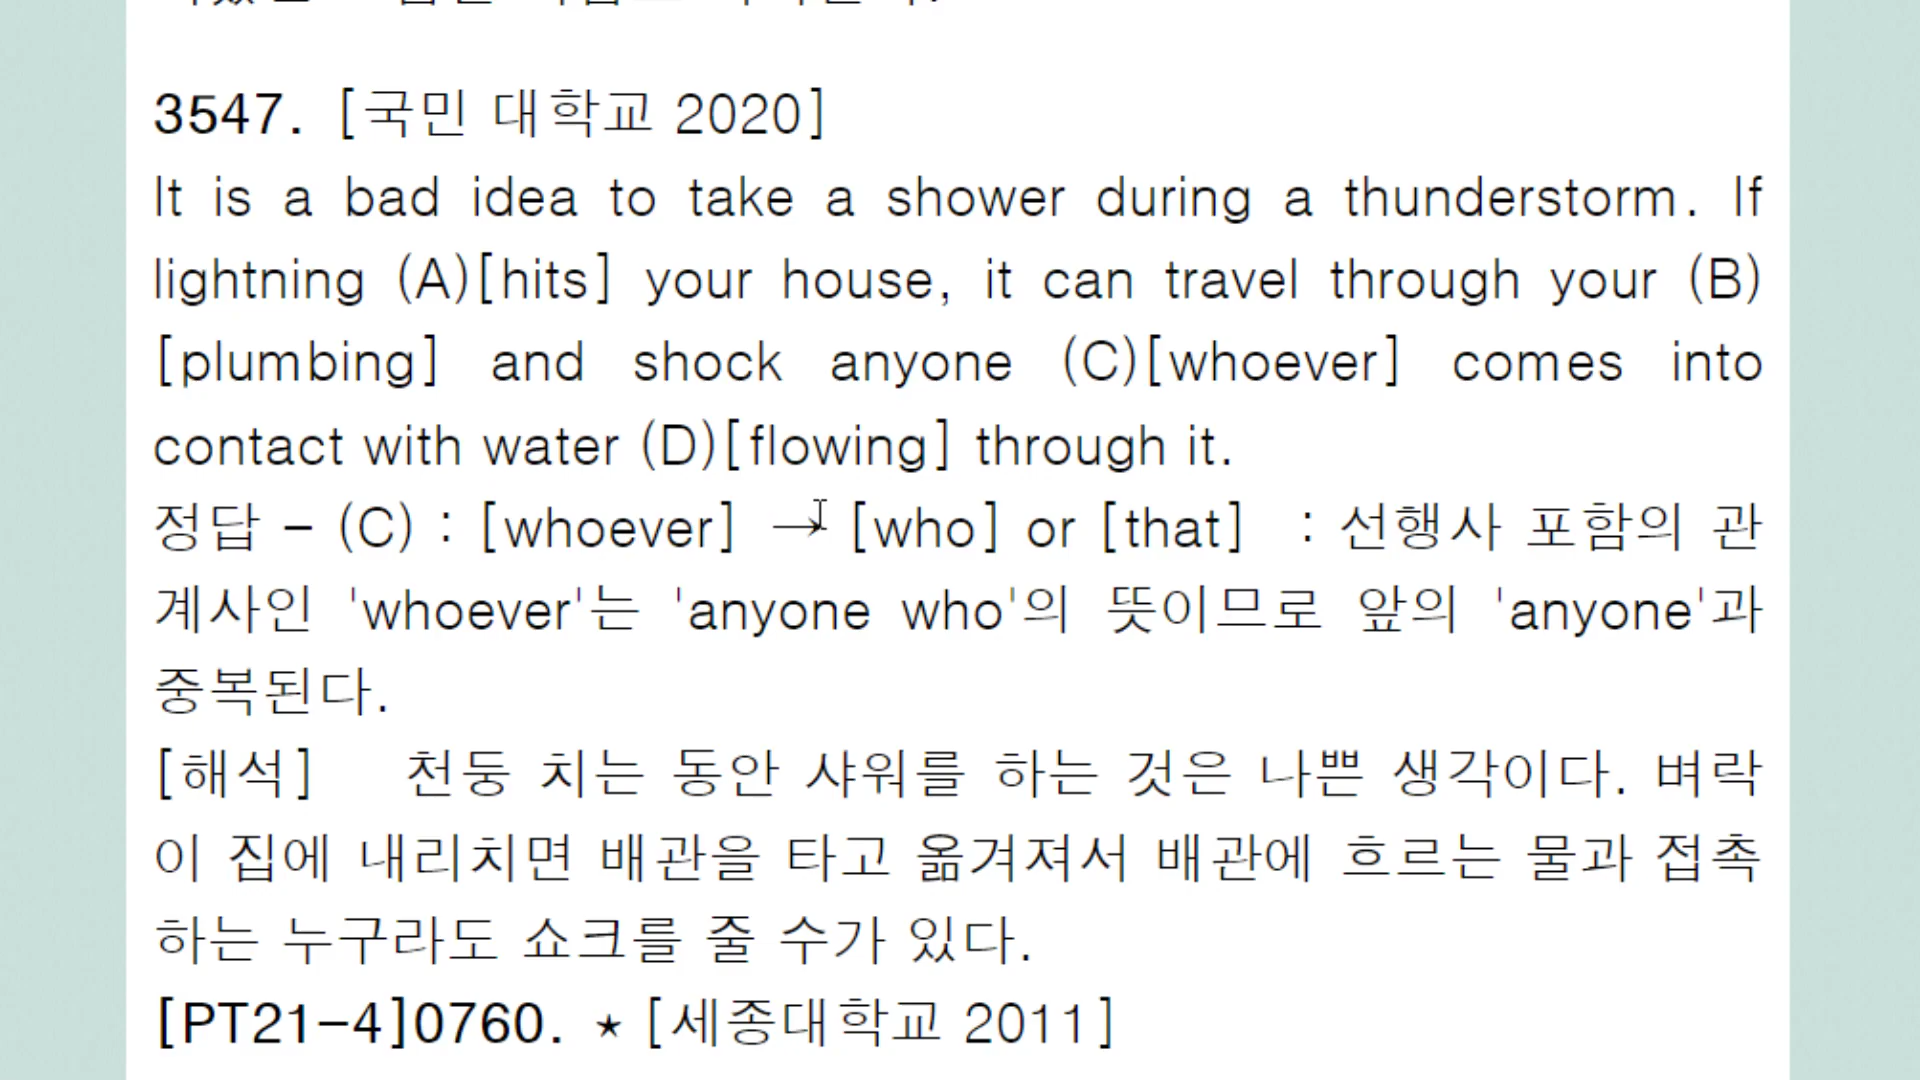 3547. [국민 대학교 2020]
It is a bad idea to take a shower during a thunderstorm. If
lightning (A)[hits] your house, it can travel through your (B)
[plumbing] and shock anyone (C)[whoever] comes into
contact with water (D)[flowing] through it.
정답 - (C) : [whoever] → [who] or [that] : 선행사 포함의 관
계사인 'whoever'는 'anyone who'의 뜻이므로 앞의 'anyone'과
중복된다.
[해석] 천둥 치는 동안 샤워를 하는 것은 나쁜 생각이다. 벼락
이 집에 내리치면 배관을 타고 옮겨져서 배관에 흐르는 물과 접촉
하는 누구라도 쇼크를 줄 수가 있다.
[PT21-4]0760. ⋆ [세종대학교 2011]